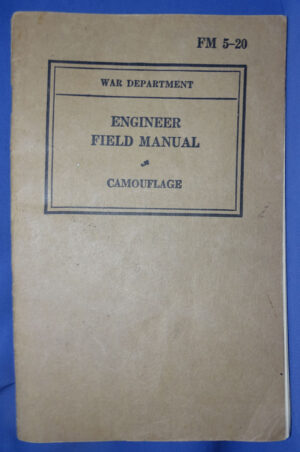 FM 5-20
WAR DEPARTMENT
ENGINEER
FIELD MANUAL
CAMOUFLAGE